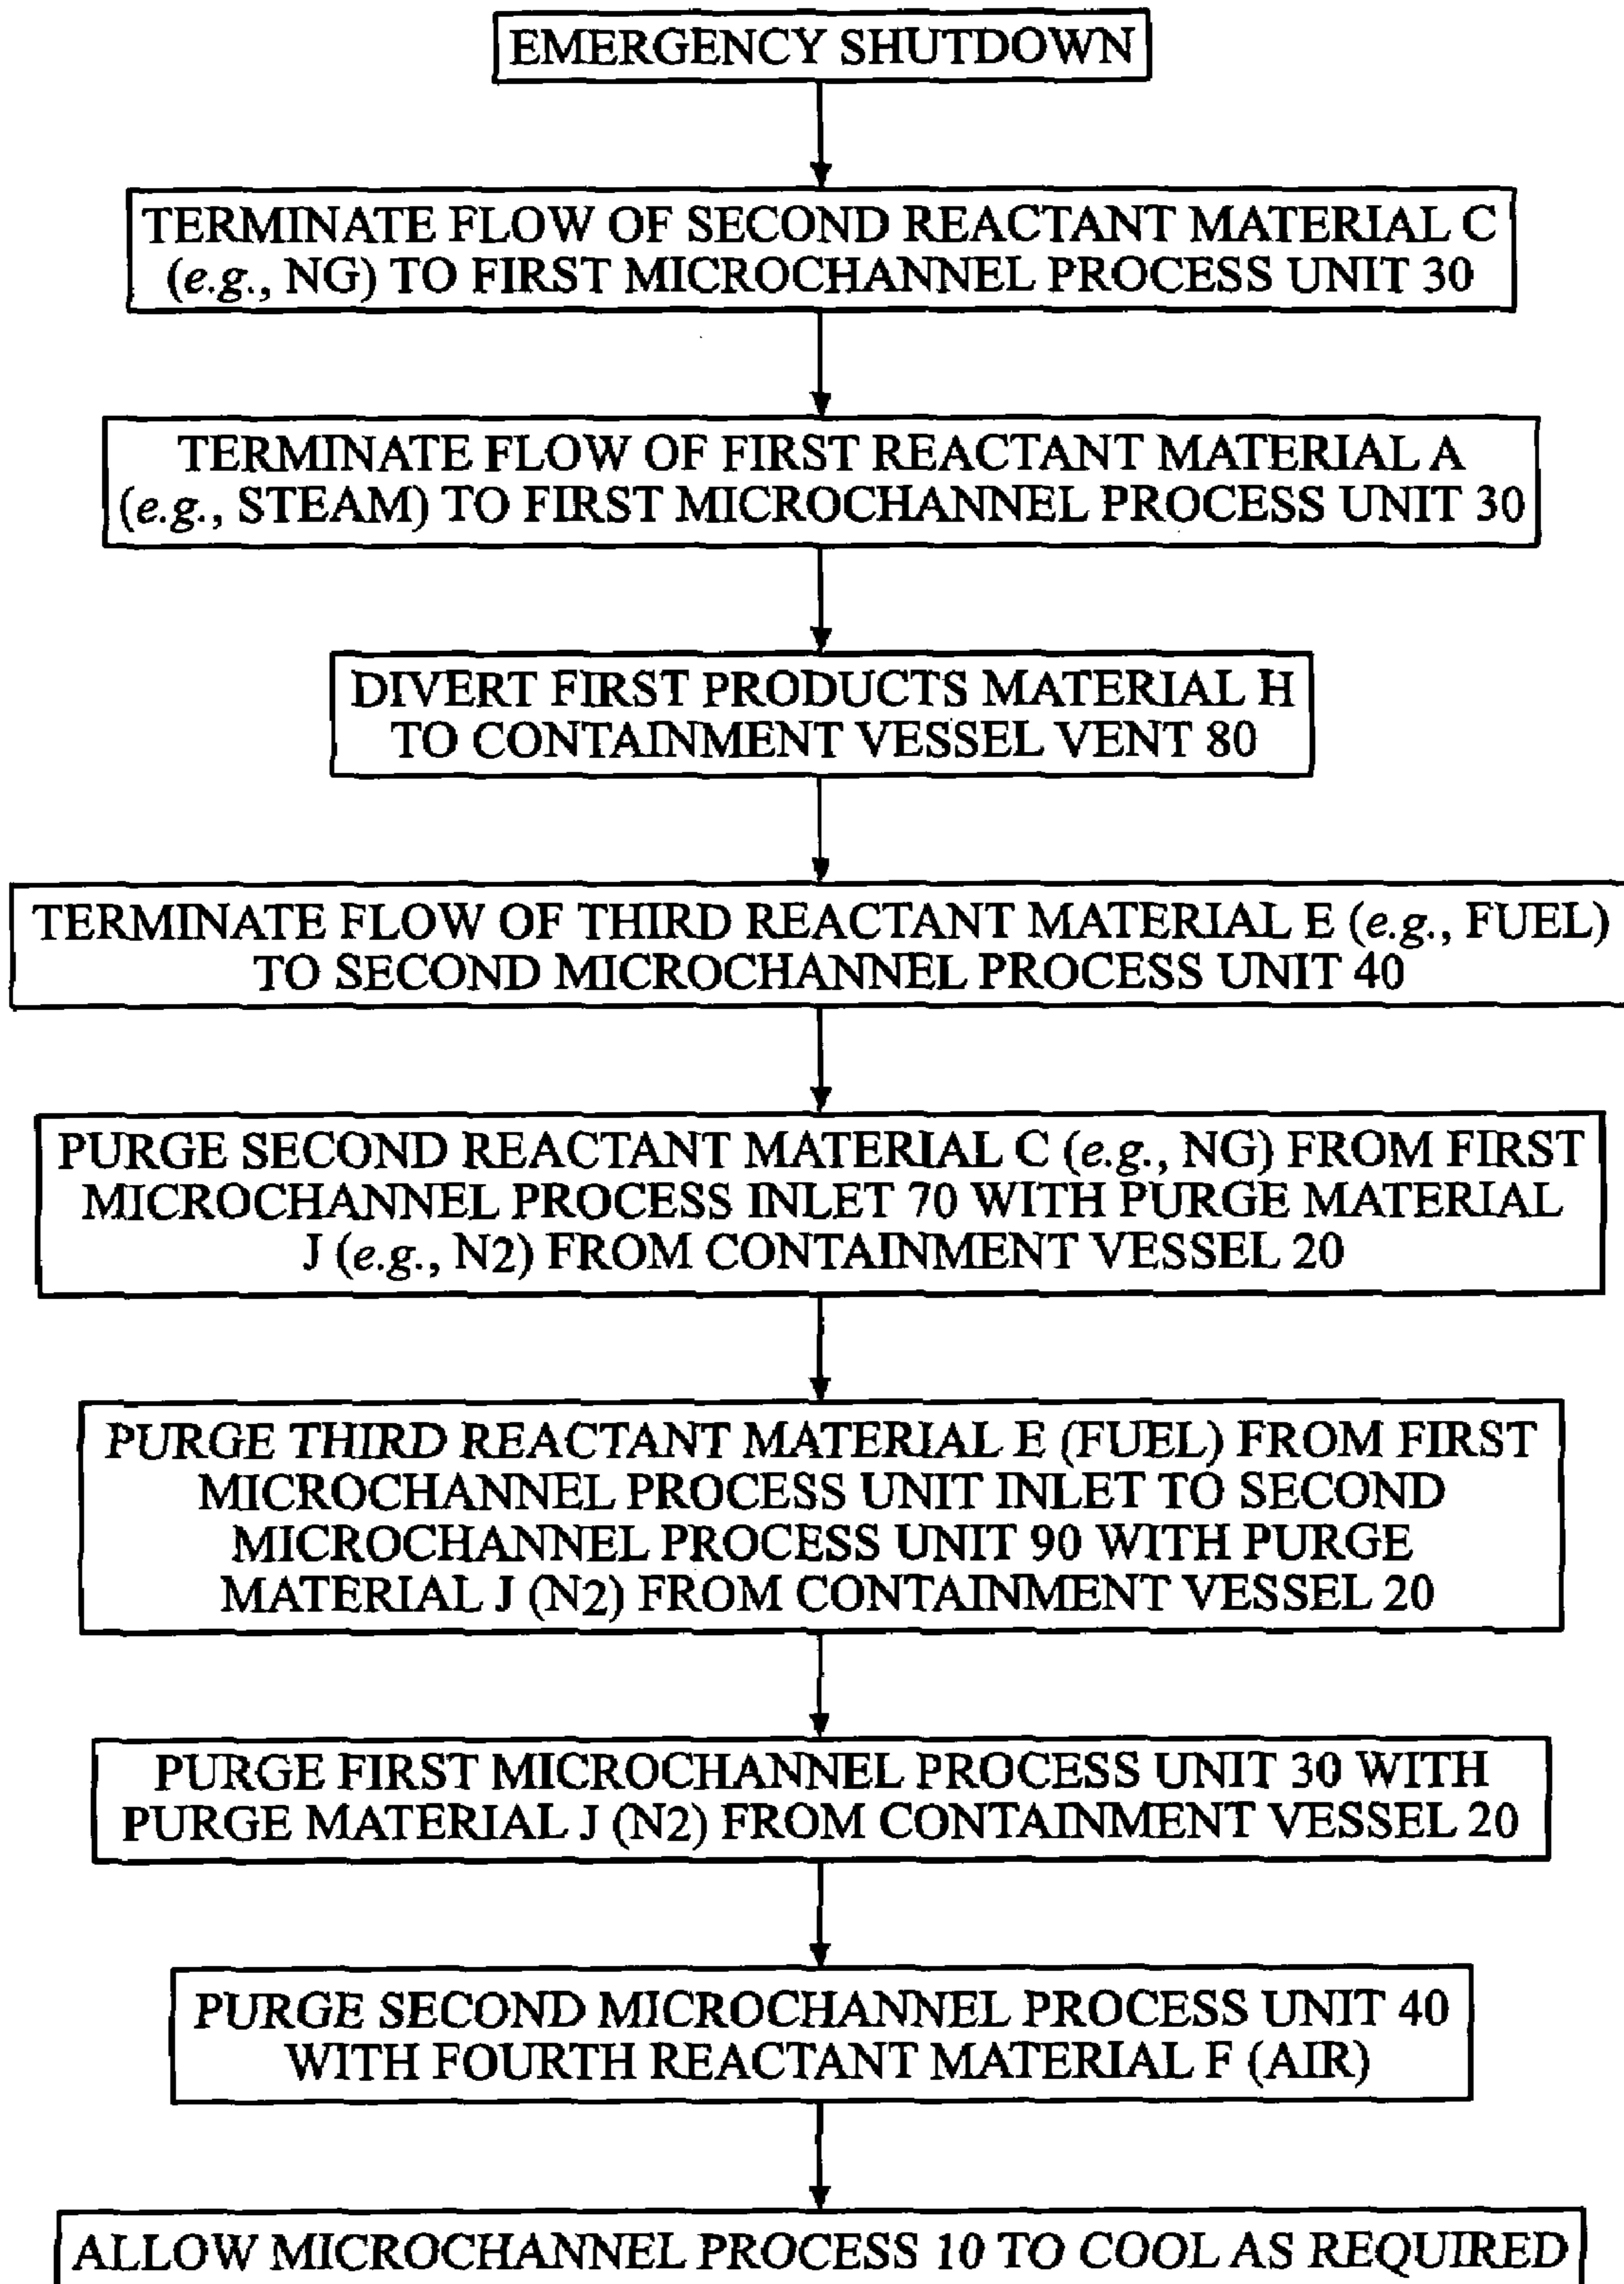 EMERGENCY SHUTDOWN
TERMINATE FLOW OF SECOND REACTANT MATERIAL C
(e.g., NG) TO FIRST MICROCHANNEL PROCESS UNIT 30
TERMINATE FLOW OF FIRST REACTANT MATERIAL A
(e.g., STEAM) TO FIRST MICROCHANNEL PROCESS UNIT 30
DIVERT FIRST PRODUCTS MATERIAL H
TO CONTAINMENT VESSEL VENT 80
TERMINATE FLOW OF THIRD REACTANT MATERIAL E (e.g., FUEL)
TO SECOND MICROCHANNEL PROCESS UNIT 40
PURGE SECOND REACTANT MATERIAL C (e.g., NG) FROM FIRST
MICROCHANNEL PROCESS INLET 70 WITH PURGE MATERIAL
J (e.g., N2) FROM CONTAINMENT VESSEL 20
PURGE THIRD REACTANT MATERIAL E (FUEL) FROM FIRST
MICROCHANNEL PROCESS UNIT INLET TO SECOND
MICROCHANNEL PROCESS UNIT 90 WITH PURGE
MATERIAL J (N2) FROM CONTAINMENT VESSEL 20
PURGE FIRST MICROCHANNEL PROCESS UNIT 30 WITH
PURGE MATERIAL J (N2) FROM CONTAINMENT VESSEL 20
PURGE SECOND MICROCHANNEL PROCESS UNIT 40
WITH FOURTH REACTANT MATERIAL F (AIR)
ALLOW MICROCHANNEL PROCESS 10 TO COOL AS REQUIRED